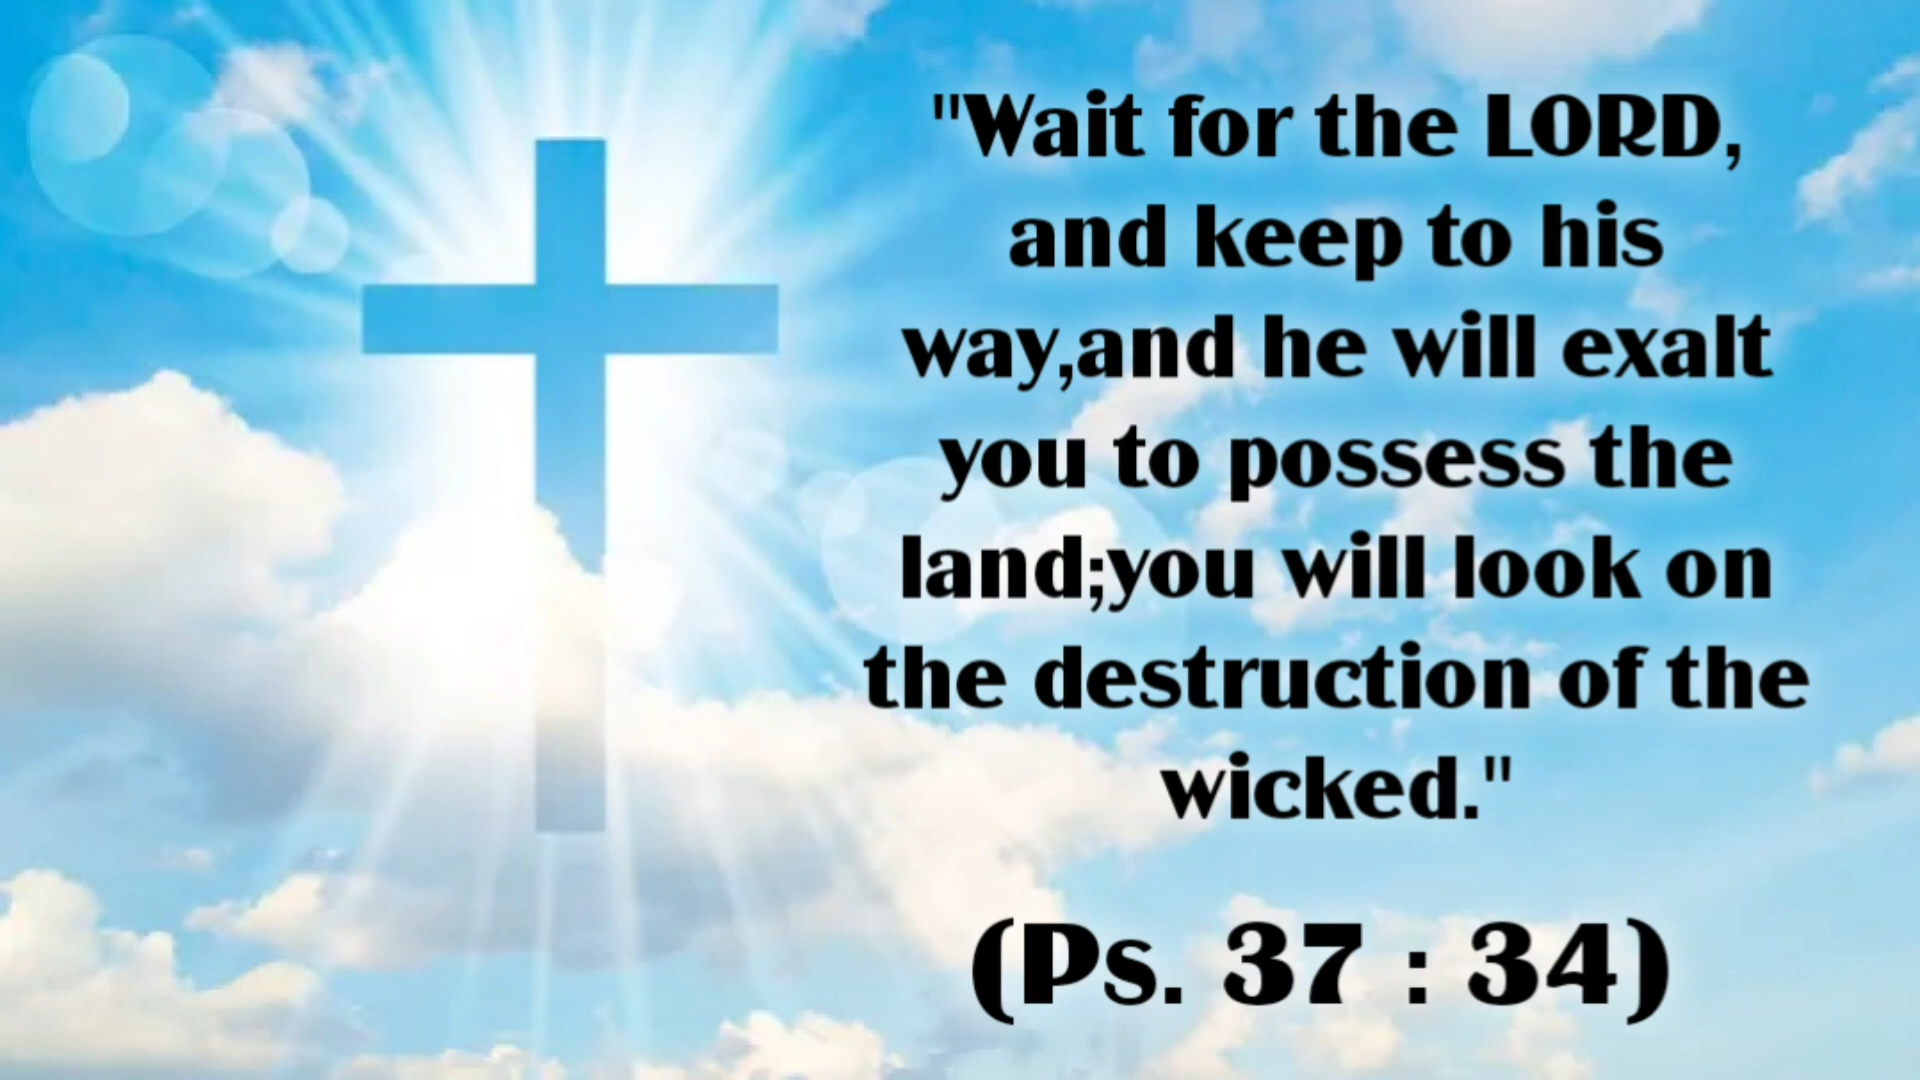 "Wait for the LORD,
and keep to his
way,and he will exalt
you to possess the
land;you will look on
the destruction of the
wicked."
(Ps. 37 : 34)